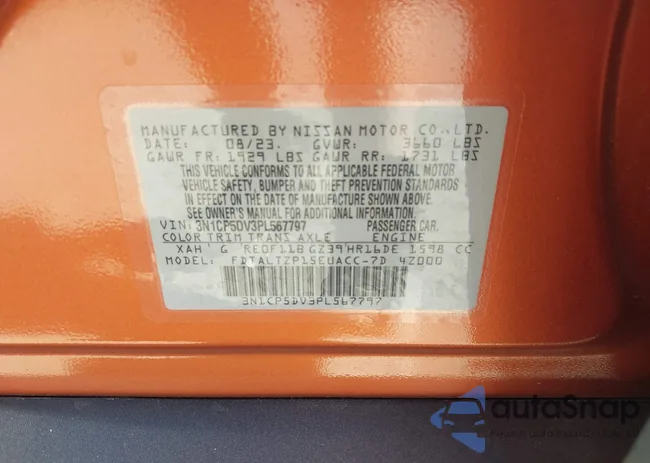 MANUFACTURED BY NISSAN MOTOR CO.,LTD.
DATE: 08/23. GVWR: 3660 LBS
GAWR FR: 1929 LBS GAWR RR: 1731 LBS
THIS VEHICLE CONFORMS TO ALL APPLICABLE FEDERAL MOTOR
VEHICLE SAFETY, BUMPER AND THEFT PREVENTION STANDARDS
IN EFFECT ON THE DATE OF MANUFACTURE SHOWN ABOVE.
SEE OWNER'S MANUAL FOR ADDITIONAL INFORMATION.
VIN: 3N1CP5DV3PL567797 PASSENGER CAR.
COLOR TRIM TRANS AXLE ENGINE
XAH G RE0F11B GZ39 HR16DE 1598 CC
MODEL: FDTALTZP15EUACC-7D 4Z000
3N1CP5DV3PL567797
autoSnap